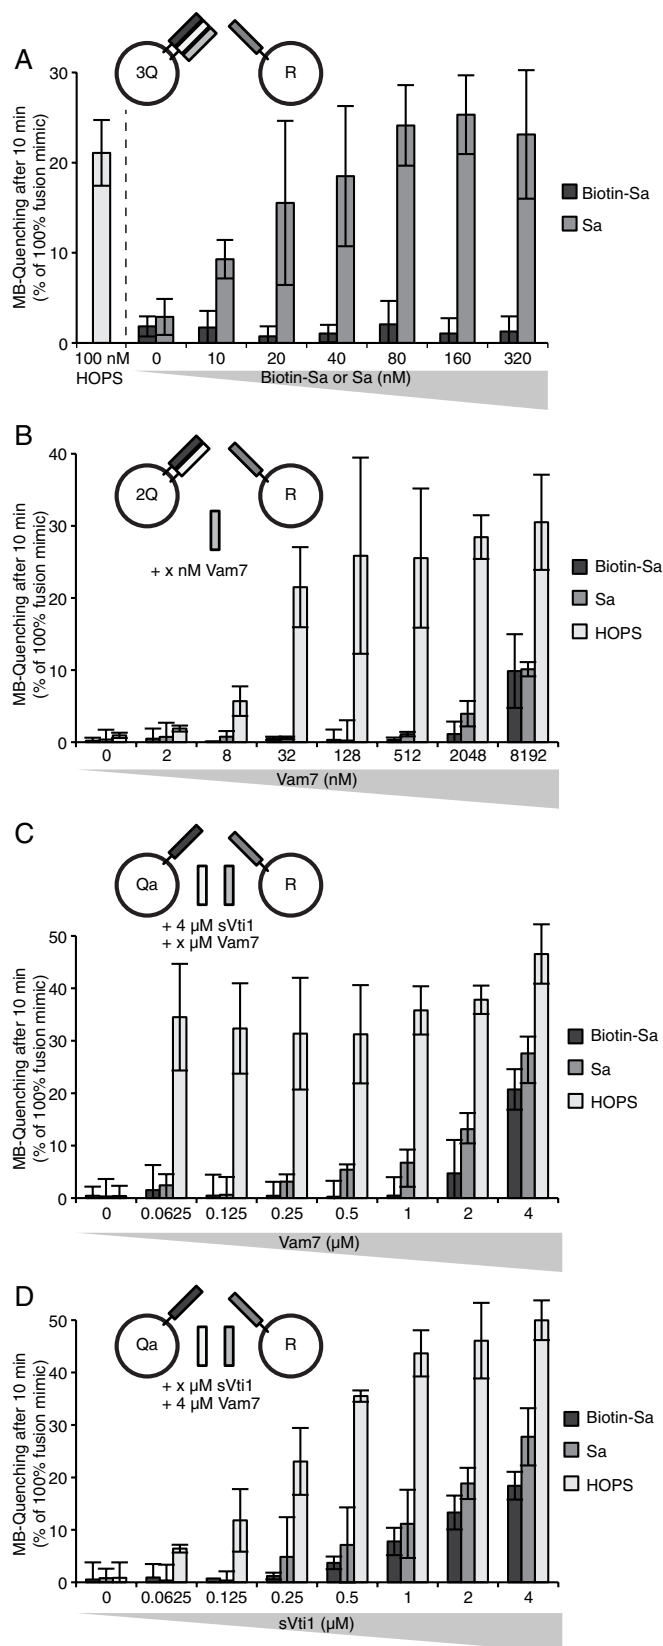 A
3Q
R
MB-Quenching after 10 min
(% of 100% fusion mimic)
30
20
10
0
Biotin-Sa
Sa
100 nM
HOPS
0 10 20 40 80 160 320
Biotin-Sa or Sa (nM)
B
2Q
R
+ x nM Vam7
MB-Quenching after 10 min
(% of 100% fusion mimic)
40
30
20
10
0
Biotin-Sa
Sa
HOPS
0 2 8 32 128 512 2048 8192
Vam7 (nM)
C
Qa
R
+ 4 µM sVti1
+ x µM Vam7
MB-Quenching after 10 min
(% of 100% fusion mimic)
50
40
30
20
10
0
Biotin-Sa
Sa
HOPS
0 0.0625 0.125 0.25 0.5 1 2 4
Vam7 (µM)
D
Qa
R
+ x µM sVti1
+ 4 µM Vam7
MB-Quenching after 10 min
(% of 100% fusion mimic)
50
40
30
20
10
0
Biotin-Sa
Sa
HOPS
0 0.0625 0.125 0.25 0.5 1 2 4
sVti1 (µM)